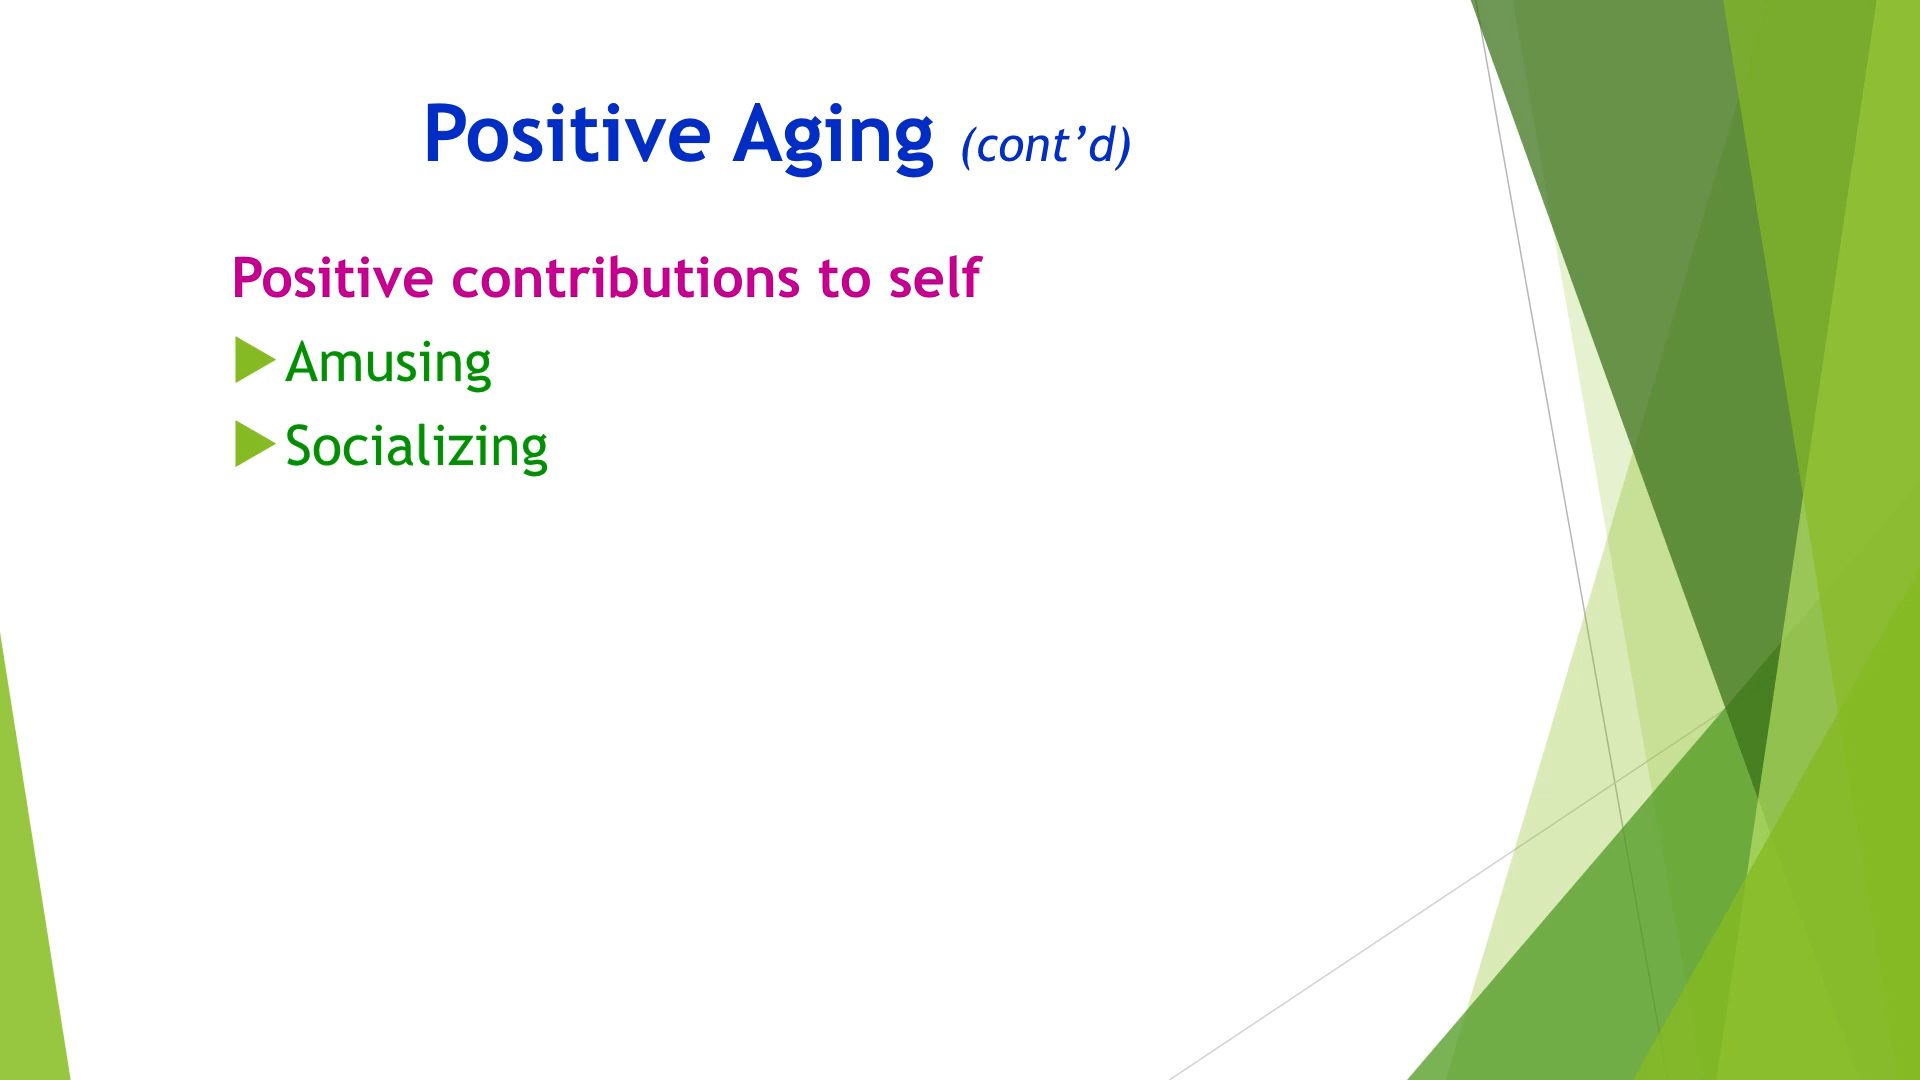 Positive Aging (cont’d)
Positive contributions to self
Amusing
Socializing